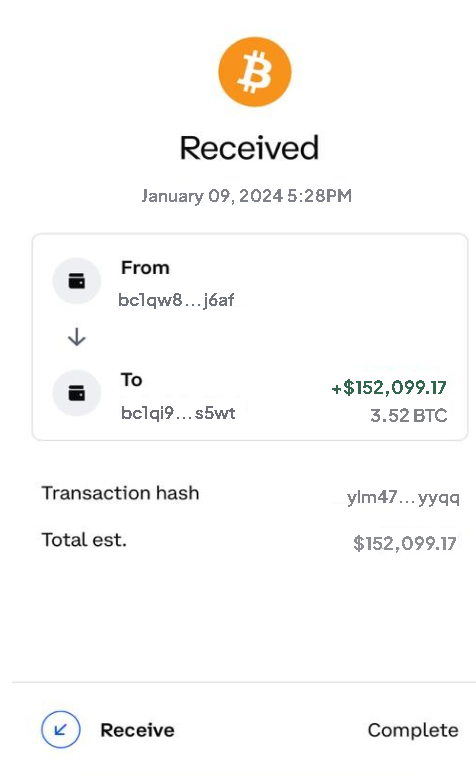 Received
January 09, 2024 5:28PM
From
bc1qw8...j6af
To
+$152,099.17
bc1qi9...s5wt
3.52 BTC
Transaction hash
ylm47...yyqq
Total est.
$152,099.17
Receive
Complete